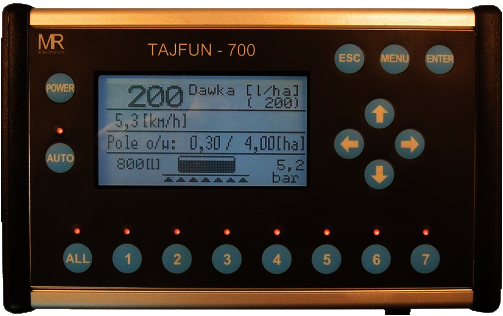 MR
TAJFUN - 700
ESC MENU ENTER
POWER
200 Dawka [l/ha]
( 200)
5,3[км/h]
Pole o/w: 0,30 / 4,00[ha]
AUTO
800[l] 5,2
bar
ALL 1 2 3 4 5 6 7